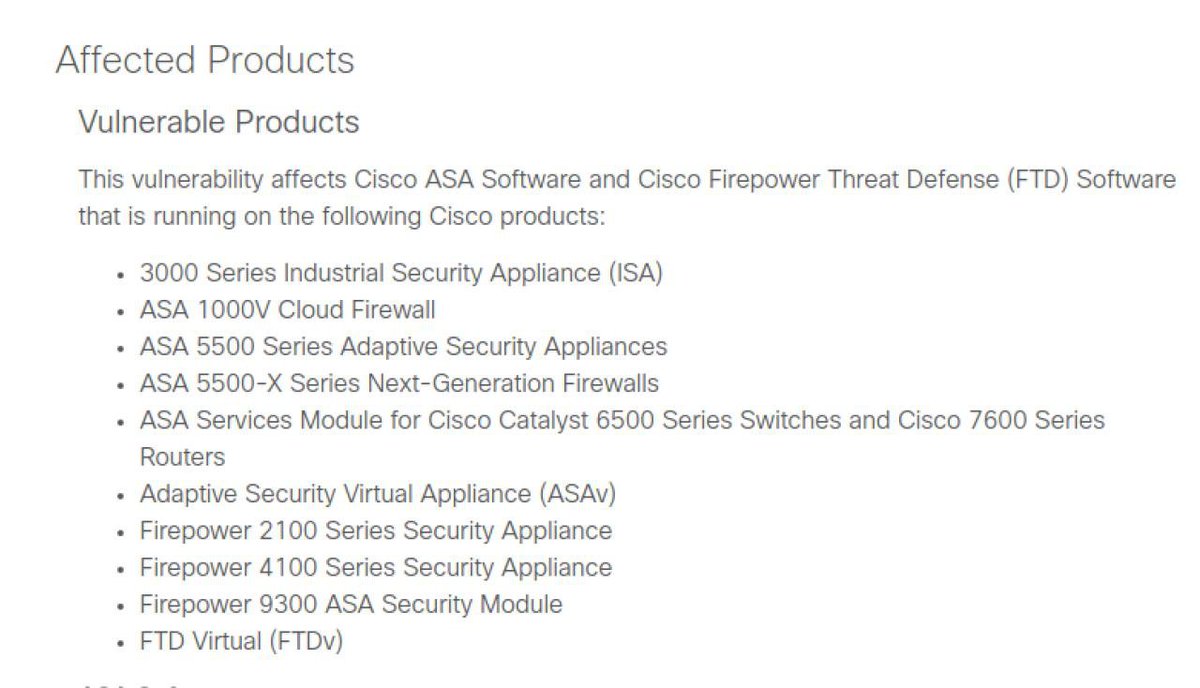 Affected Products
Vulnerable Products
This vulnerability affects Cisco ASA Software and Cisco Firepower Threat Defense (FTD) Software
that is running on the following Cisco products:
• 3000 Series Industrial Security Appliance (ISA)
• ASA 1000V Cloud Firewall
• ASA 5500 Series Adaptive Security Appliances
• ASA 5500-X Series Next-Generation Firewalls
• ASA Services Module for Cisco Catalyst 6500 Series Switches and Cisco 7600 Series
Routers
• Adaptive Security Virtual Appliance (ASAv)
• Firepower 2100 Series Security Appliance
• Firepower 4100 Series Security Appliance
• Firepower 9300 ASA Security Module
• FTD Virtual (FTDv)